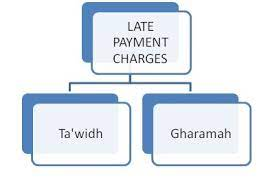 LATE
PAYMENT
CHARGES
Ta'widh
Gharamah